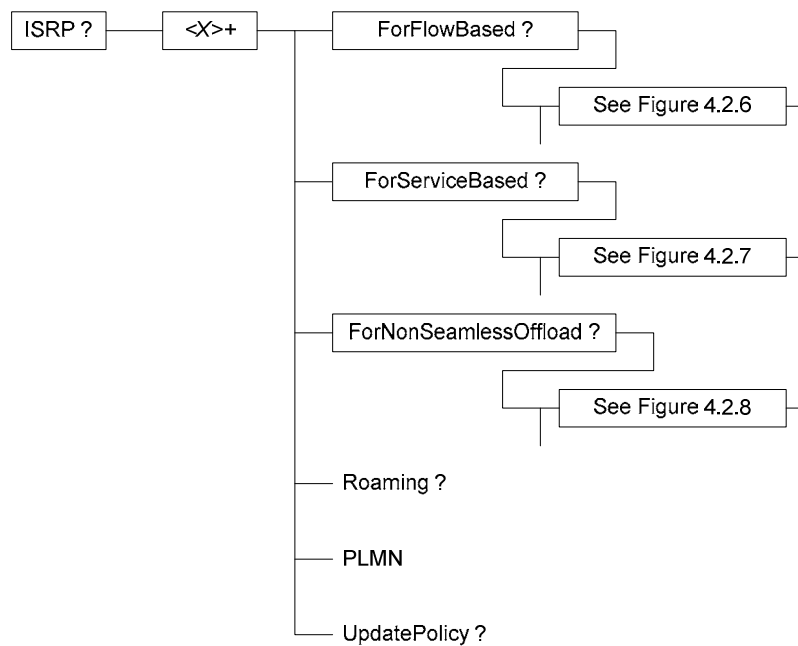 ISRP ?
<X>+
ForFlowBased ?
See Figure 4.2.6
ForServiceBased ?
See Figure 4.2.7
ForNonSeamlessOffload ?
See Figure 4.2.8
Roaming ?
PLMN
UpdatePolicy ?